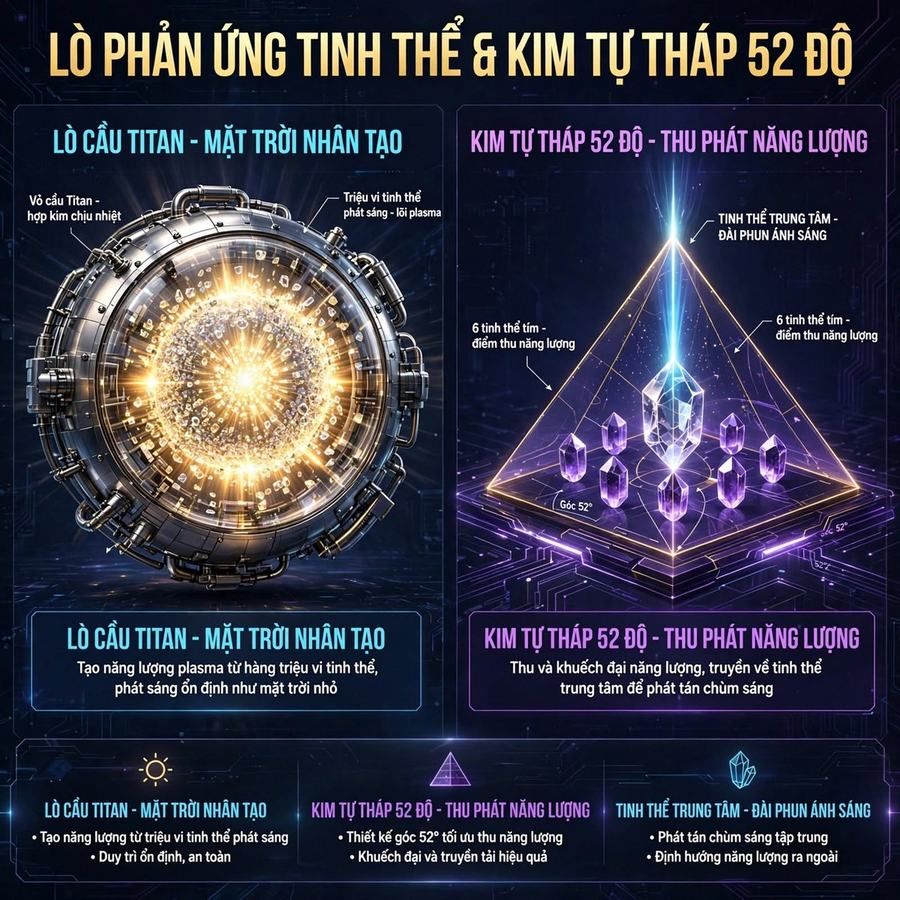 LÒ PHẢN ỨNG TINH THỂ & KIM TỰ THÁP 52 ĐỘ
LÒ CẦU TITAN - MẶT TRỜI NHÂN TẠO
Vỏ cầu Titan -
hợp kim chịu nhiệt
Triệu vi tinh thể
phát sáng - lõi plasma
KIM TỰ THÁP 52 ĐỘ - THU PHÁT NĂNG LƯỢNG
TINH THỂ TRUNG TÂM -
ĐÀI PHUN ÁNH SÁNG
6 tinh thể tím -
điểm thu năng lượng
6 tinh thể tím -
điểm thu năng lượng
Góc 52°
52°
LÒ CẦU TITAN - MẶT TRỜI NHÂN TẠO
Tạo năng lượng plasma từ hàng triệu vi tinh thể,
phát sáng ổn định như mặt trời nhỏ
KIM TỰ THÁP 52 ĐỘ - THU PHÁT NĂNG LƯỢNG
Thu và khuếch đại năng lượng, truyền về tinh thể
trung tâm để phát tán chùm sáng
LÒ CẦU TITAN - MẶT TRỜI NHÂN TẠO
• Tạo năng lượng từ triệu vi tinh thể phát sáng
• Duy trì ổn định, an toàn
KIM TỰ THÁP 52 ĐỘ - THU PHÁT NĂNG LƯỢNG
• Thiết kế góc 52° tối ưu thu năng lượng
• Khuếch đại và truyền tải hiệu quả
TINH THỂ TRUNG TÂM - ĐÀI PHUN ÁNH SÁNG
• Phát tán chùm sáng tập trung
• Định hướng năng lượng ra ngoài